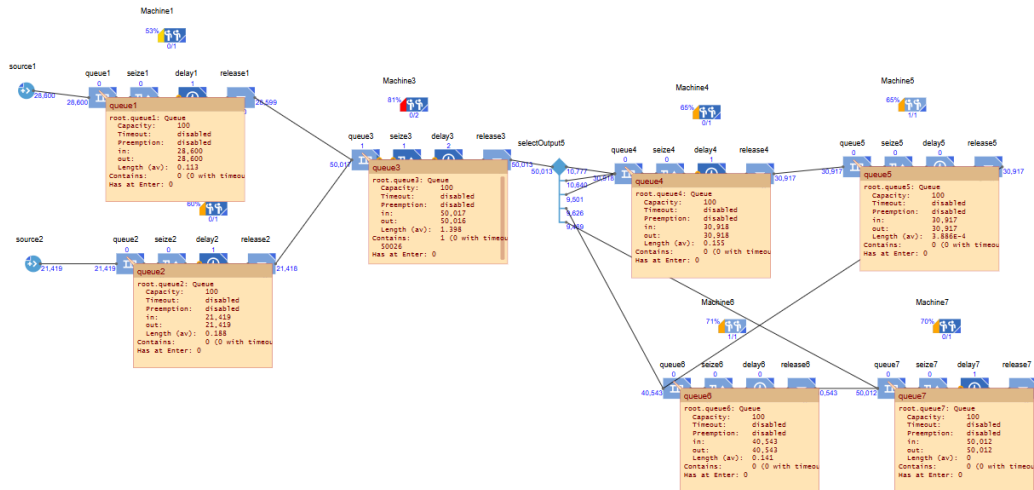 Machine1
53%
0/1
source1
queue1
seize1
delay1
release1
0
0
1
28,600
28,600
28,599
queue1
root.queue1: Queue
Capacity: 100
Timeout: disabled
Preemption: disabled
in: 28,600
out: 28,600
Length (av): 0.113
Contains: 0 (0 with timeou
Has at Enter: 0
60%
0/1
source2
queue2
seize2
delay2
release2
0
1
21,419
21,419
21,418
queue2
root.queue2: Queue
Capacity: 100
Timeout: disabled
Preemption: disabled
in: 21,419
out: 21,419
Length (av): 0.188
Contains: 0 (0 with timeou
Has at Enter: 0
Machine3
81%
0/2
queue3
seize3
delay3
release3
1
1
2
50,017
50,013
queue3
root.queue3: Queue
Capacity: 100
Timeout: disabled
Preemption: disabled
in: 50,017
out: 50,016
Length (av): 1.398
Contains: 1 (0 with timeou
50026
Has at Enter: 0
selectOutput5
50,013
10,777
10,640
9,501
9,626
Machine4
65%
0/1
queue4
seize4
delay4
release4
0
0
1
30,918
30,917
queue4
root.queue4: Queue
Capacity: 100
Timeout: disabled
Preemption: disabled
in: 30,918
out: 30,918
Length (av): 0.155
Contains: 0 (0 with timeou
Has at Enter: 0
Machine5
65%
1/1
queue5
seize5
delay5
release5
0
0
0
30,917
30,917
queue5
root.queue5: Queue
Capacity: 100
Timeout: disabled
Preemption: disabled
in: 30,917
out: 30,917
Length (av): 3.886E-4
Contains: 0 (0 with timeou
Has at Enter: 0
Machine6
71%
1/1
queue6
seize6
delay6
release6
0
0
0
40,543
0,543
queue6
root.queue6: Queue
Capacity: 100
Timeout: disabled
Preemption: disabled
in: 40,543
out: 40,543
Length (av): 0.141
Contains: 0 (0 with timeou
Has at Enter: 0
Machine7
70%
0/1
queue7
seize7
delay7
release7
0
0
1
50,012
queue7
root.queue7: Queue
Capacity: 100
Timeout: disabled
Preemption: disabled
in: 50,012
out: 50,012
Length (av): 0
Contains: 0 (0 with timeou
Has at Enter: 0